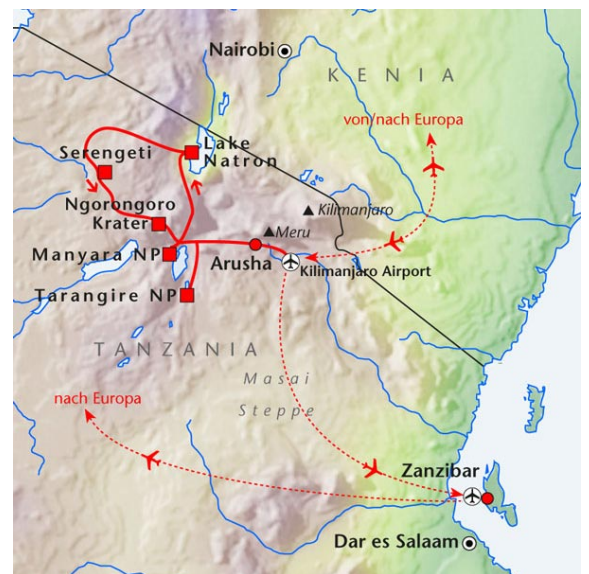 Nairobi
KENIA
von/nach Europa
Lake
Natron
Serengeti
Kilimanjaro
Ngorongoro
Krater
Meru
Manyara NP
Arusha
Kilimanjaro Airport
Tarangire NP
TANZANIA
Masai
Steppe
nach Europa
Zanzibar
Dar es Salaam